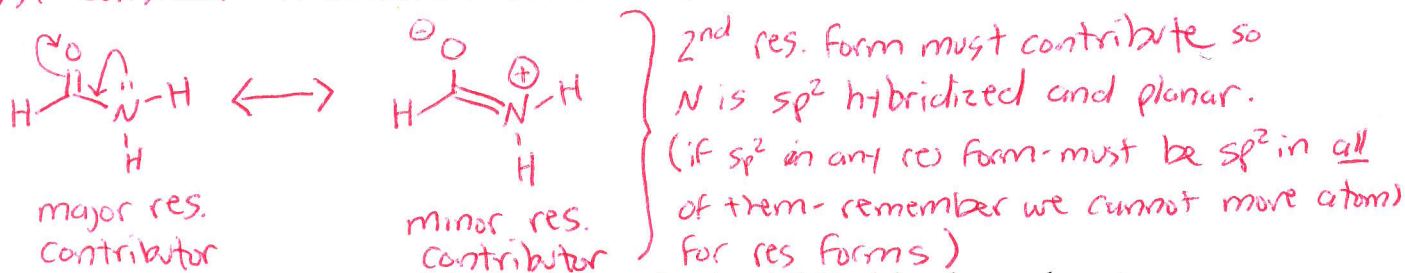 2nd res. form must contribute so
N is sp² hybridized and planar.
(if sp² in any res form - must be sp² in all
of them - remember we cannot move atoms
for res forms)
O
H N H
H
⊖ O
⊕
H N H
H
major res.
contributor
minor res.
contributor